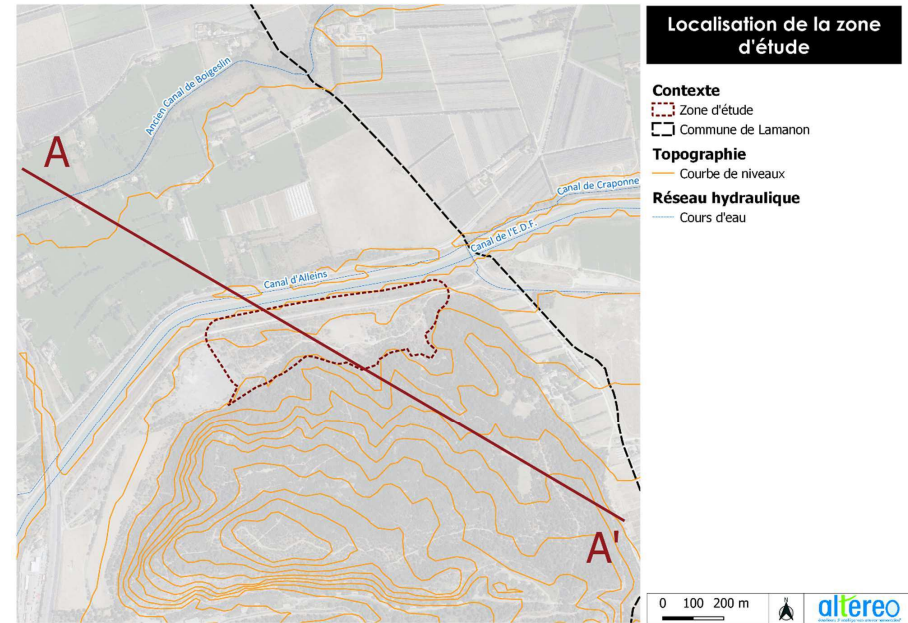 Localisation de la zone
d'étude
Contexte
Zone d'étude
Commune de Lamanon
Topographie
Courbe de niveaux
Réseau hydraulique
Cours d'eau
Ancien Canal de Boigeslin
A
Canal de Craponne
Canal de l'E.D.F.
Canal d'Alleins
A'
0 100 200 m
N
altereo